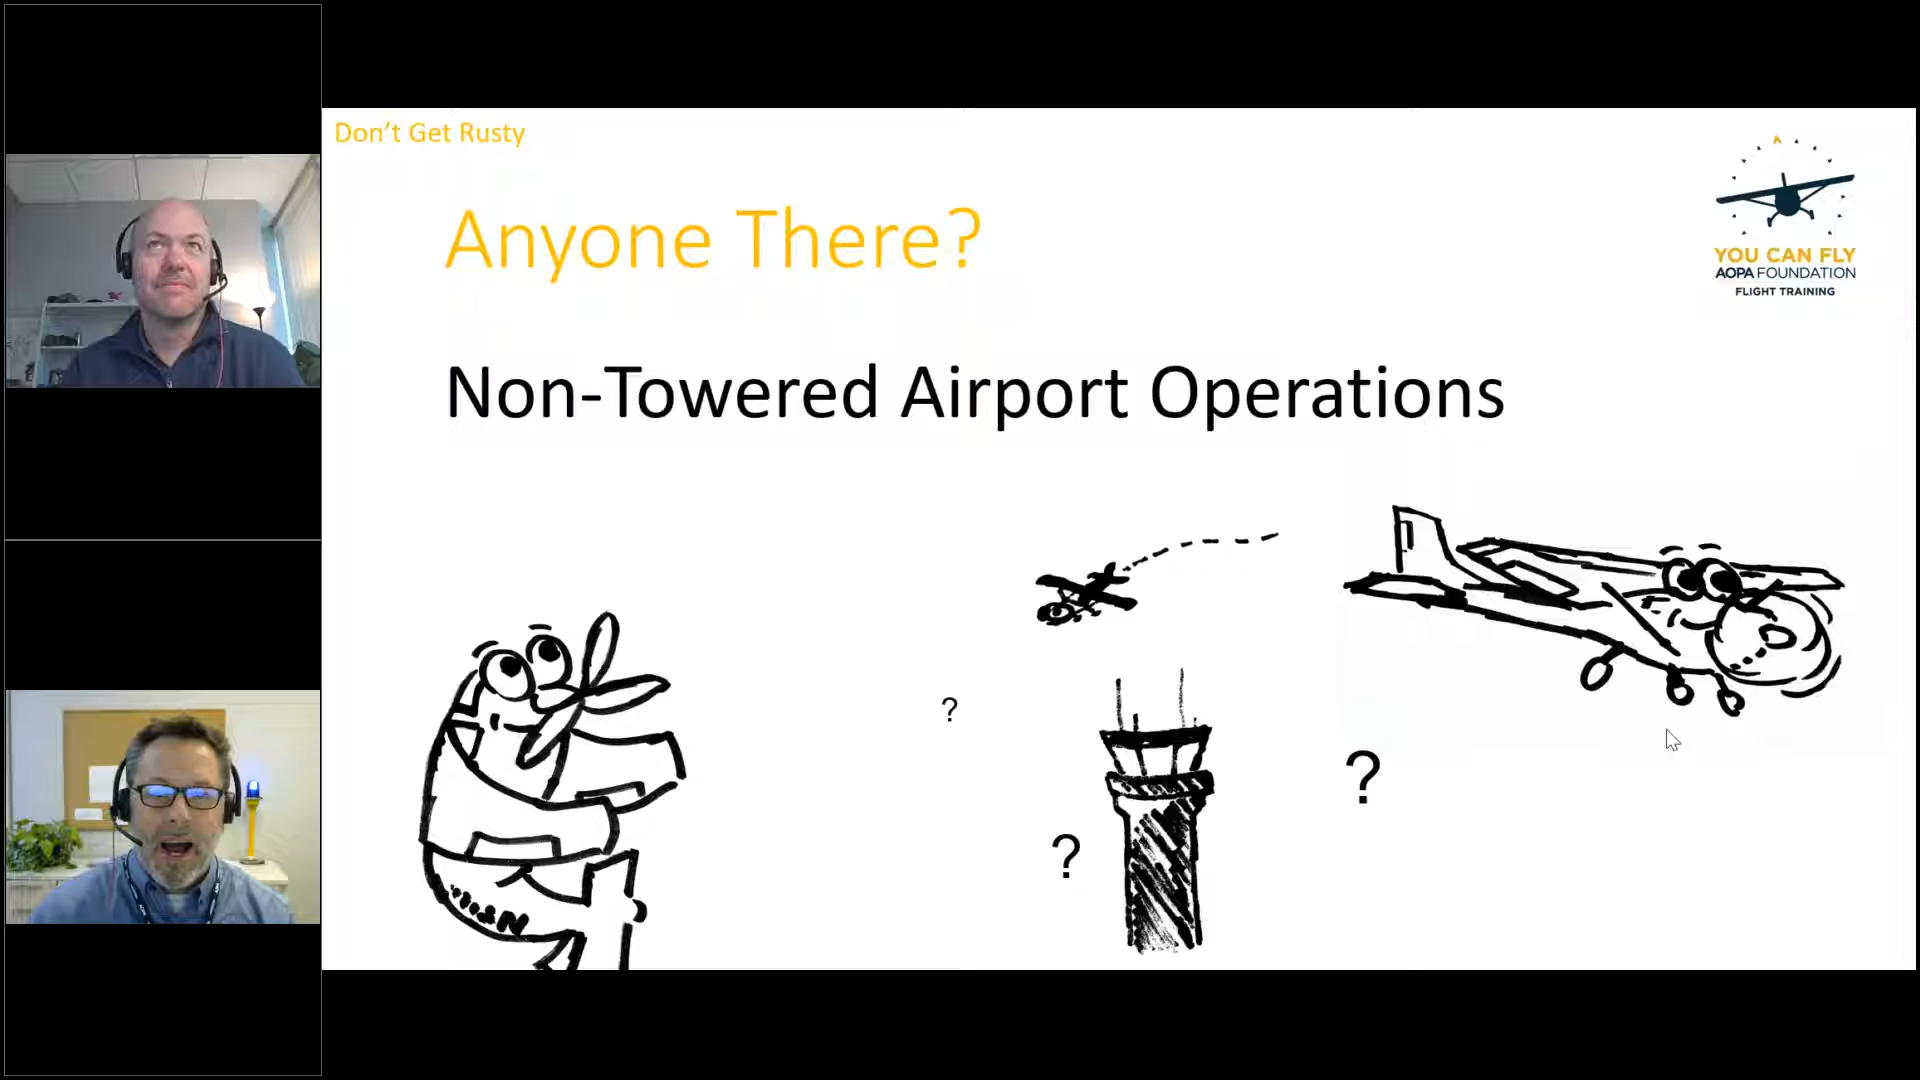 Don't Get Rusty
Anyone There?
YOU CAN FLY
AOPA FOUNDATION
FLIGHT TRAINING
Non-Towered Airport Operations
?
?
?